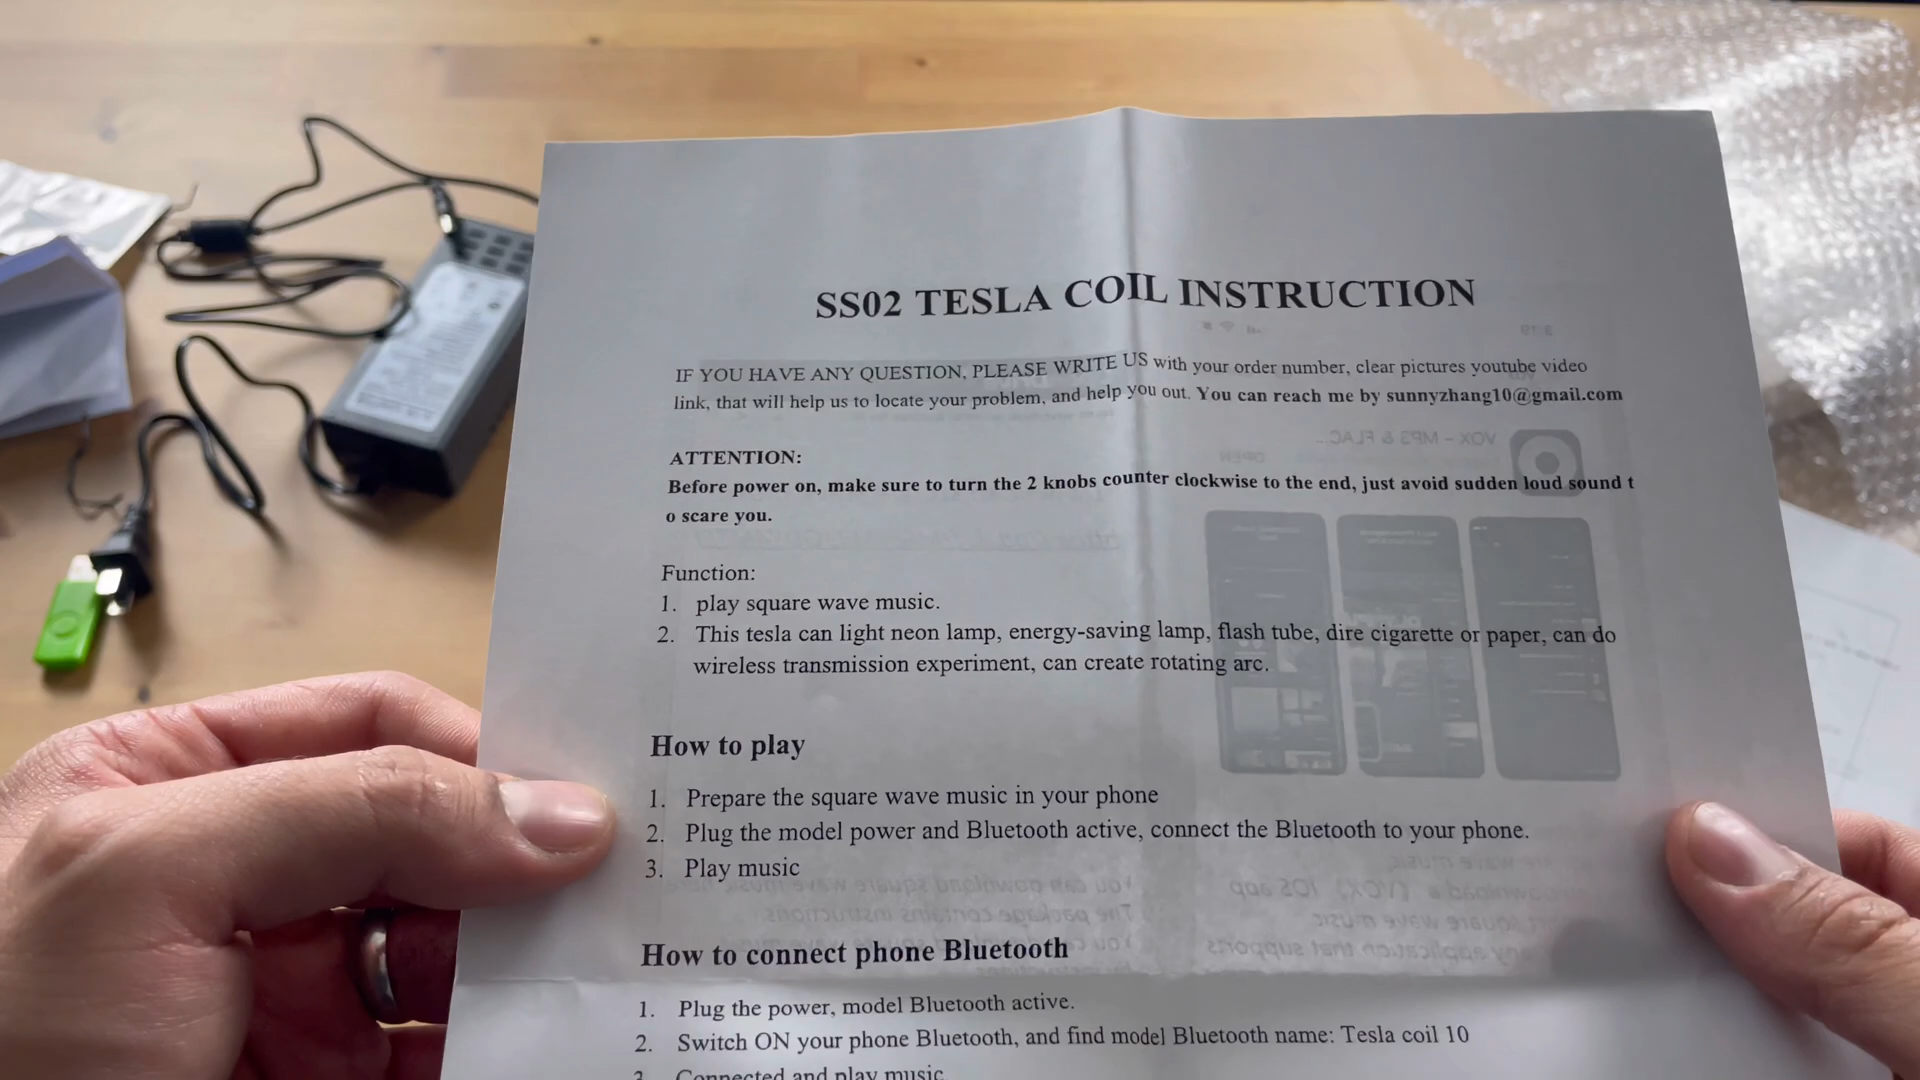 SS02 TESLA COIL INSTRUCTION
IF YOU HAVE ANY QUESTION, PLEASE WRITE US with your order number, clear pictures youtube video
link, that will help us to locate your problem, and help you out. You can reach me by sunnyzhang10@gmail.com
ATTENTION:
Before power on, make sure to turn the 2 knobs counter clockwise to the end, just avoid sudden loud sound t
o scare you.
Function:
1. play square wave music.
2. This tesla can light neon lamp, energy-saving lamp, flash tube, dire cigarette or paper, can do
wireless transmission experiment, can create rotating arc.
How to play
1. Prepare the square wave music in your phone
2. Plug the model power and Bluetooth active, connect the Bluetooth to your phone.
3. Play music
How to connect phone Bluetooth
1. Plug the power, model Bluetooth active.
2. Switch ON your phone Bluetooth, and find model Bluetooth name: Tesla coil 10
3. Connected and play music